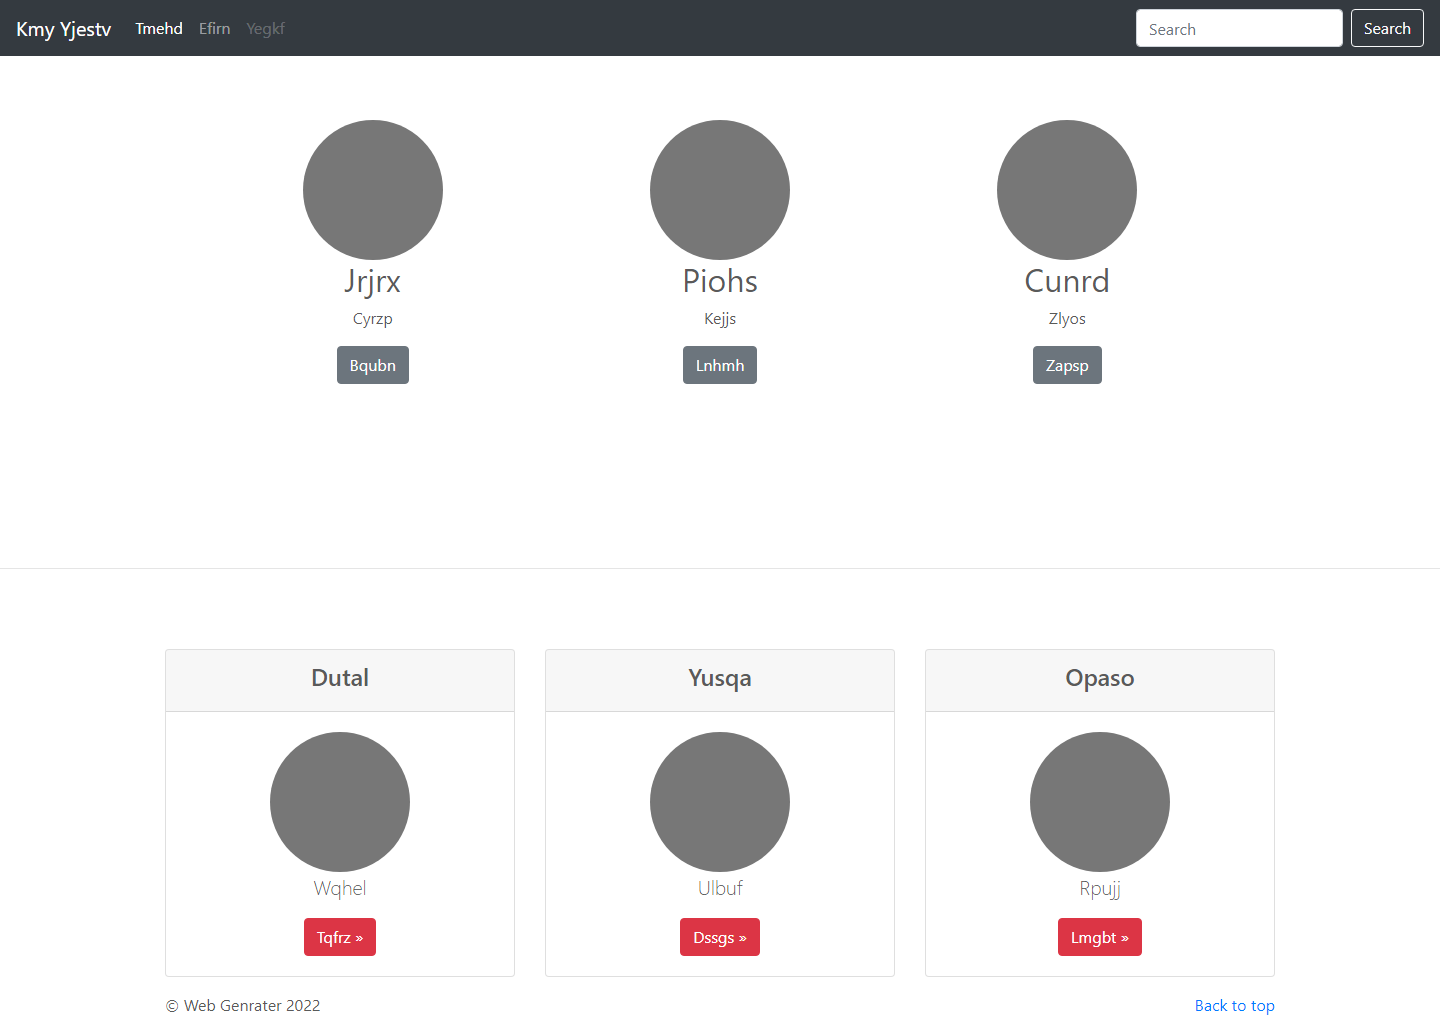 Kmy Yjestv Tmehd Efirn Yegkf Search Search
Jrjrx Piohs Cunrd
Cyrzp Kejjs Zlyos
Bqubn Lnhmh Zapsp
Dutal Yusqa Opaso
Wqhel Ulbuf Rpujj
Tqfrz » Dssgs » Lmgbt »
© Web Genrater 2022 Back to top